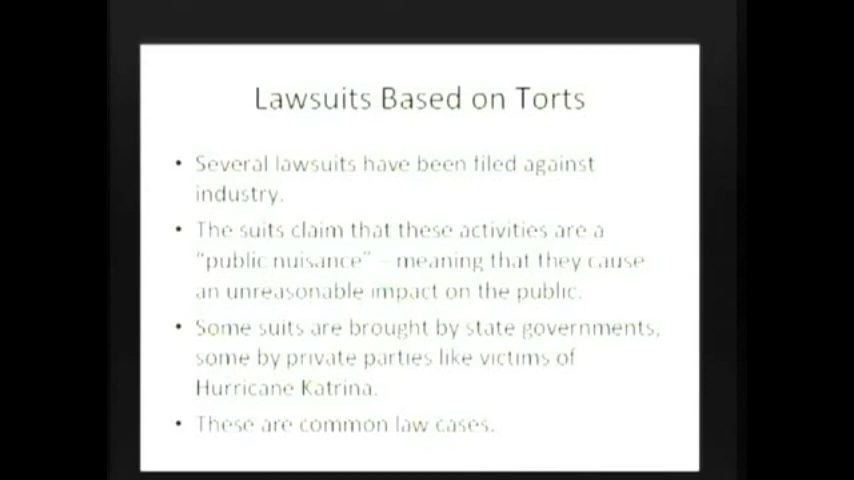 Lawsuits Based on Torts
• Several lawsuits have been filed against
industry.
• The suits claim that these activities are a
"public nuisance" – meaning that they cause
an unreasonable impact on the public.
• Some suits are brought by state governments,
some by private parties like victims of
Hurricane Katrina.
• These are common law cases.